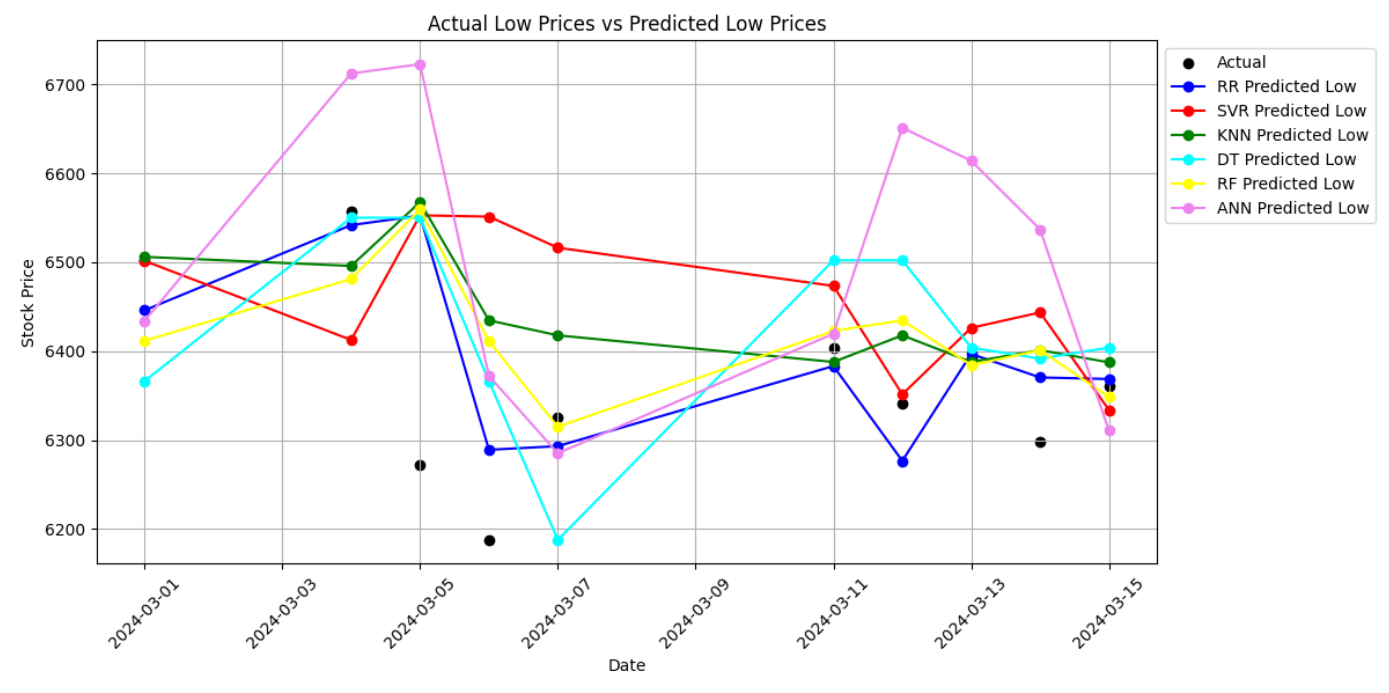 Actual Low Prices vs Predicted Low Prices
Actual
RR Predicted Low
SVR Predicted Low
KNN Predicted Low
DT Predicted Low
RF Predicted Low
ANN Predicted Low
Stock Price
6700
6600
6500
6400
6300
6200
2024-03-01
2024-03-03
2024-03-05
2024-03-07
2024-03-09
2024-03-11
2024-03-13
2024-03-15
Date